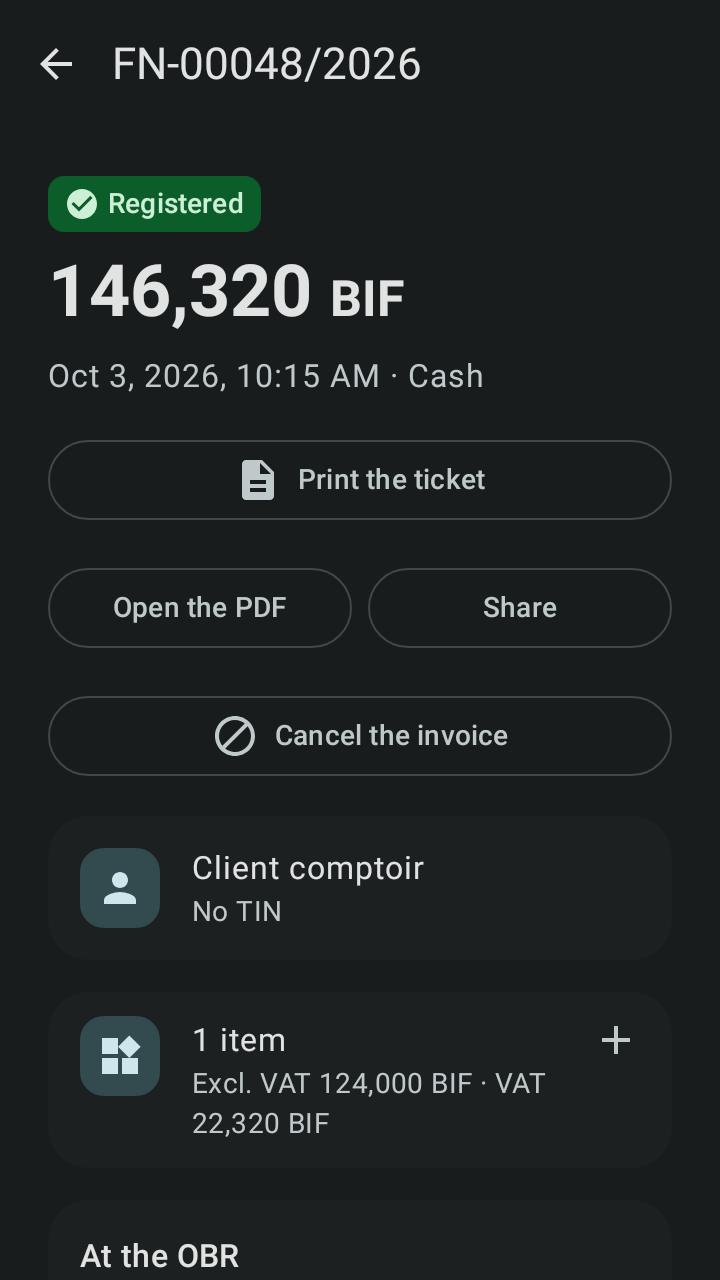 FN-00048/2026
Registered
146,320 BIF
Oct 3, 2026, 10:15 AM · Cash
Print the ticket
Open the PDF
Share
Cancel the invoice
Client comptoir
No TIN
1 item
Excl. VAT 124,000 BIF · VAT
22,320 BIF
At the OBR